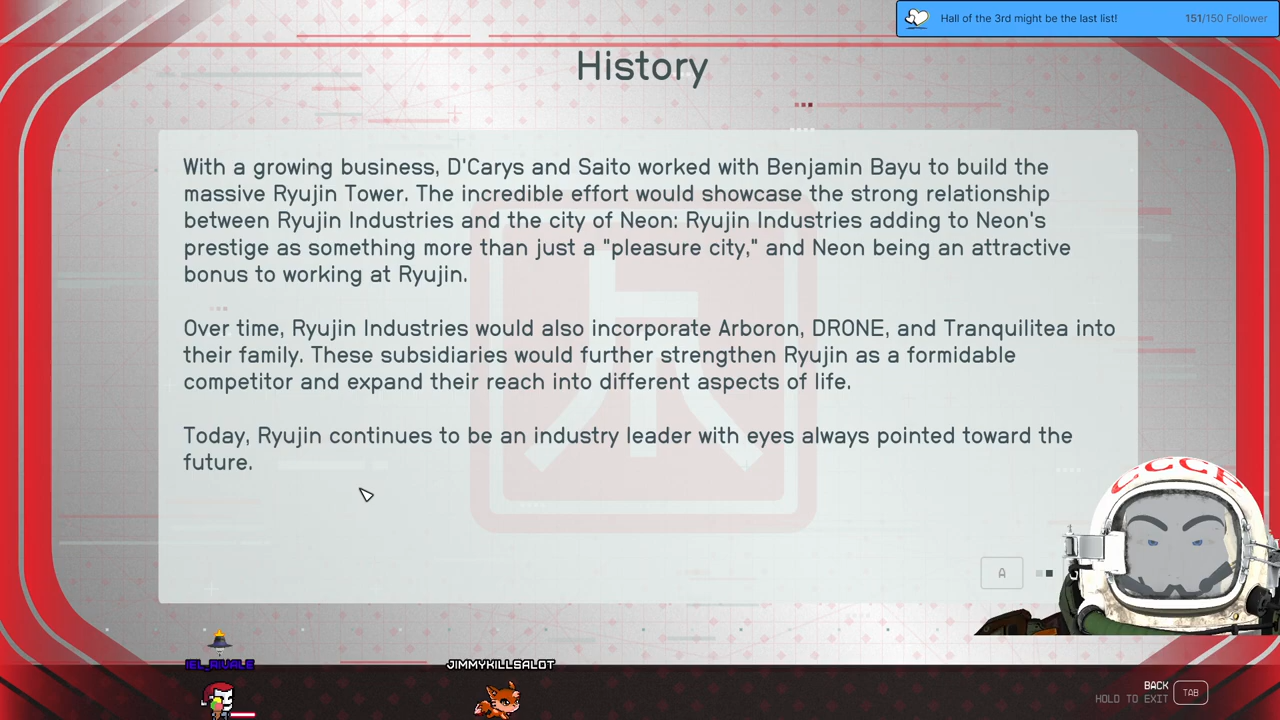 Hall of the 3rd might be the last list! 151/150 Follower
History
With a growing business, D'Carys and Saito worked with Benjamin Bayu to build the
massive Ryujin Tower. The incredible effort would showcase the strong relationship
between Ryujin Industries and the city of Neon: Ryujin Industries adding to Neon's
prestige as something more than just a "pleasure city," and Neon being an attractive
bonus to working at Ryujin.
Over time, Ryujin Industries would also incorporate Arboron, DRONE, and Tranquilitea into
their family. These subsidiaries would further strengthen Ryujin as a formidable
competitor and expand their reach into different aspects of life.
Today, Ryujin continues to be an industry leader with eyes always pointed toward the
future.
A
CCCP
IEL_RIVALE
JIMMYKILLSALOT
BACK
HOLD TO EXIT TAB